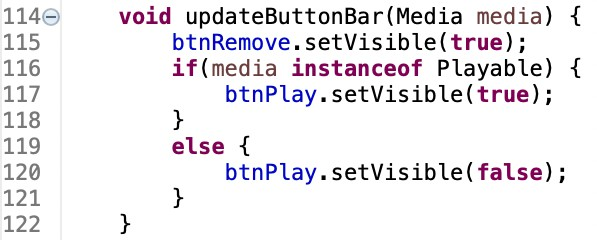 114 void updateButtonBar(Media media) {
115 btnRemove.setVisible(true);
116 if(media instanceof Playable) {
117 btnPlay.setVisible(true);
118 }
119 else {
120 btnPlay.setVisible(false);
121 }
122 }